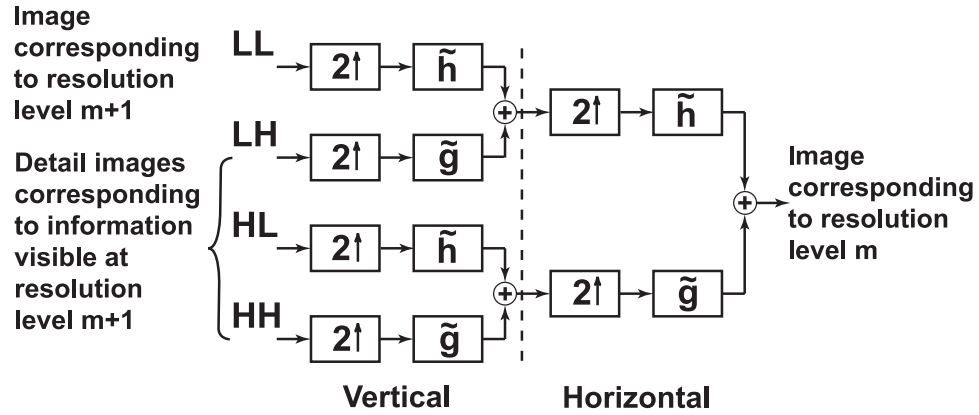 Image
corresponding
to resolution
level m+1
LL
2↑ h̃
LH
2↑ g̃
2↑ h̃
Detail images
corresponding
to information
visible at
resolution
level m+1
HL
2↑ h̃
HH
2↑ g̃
2↑ g̃
Image
corresponding
to resolution
level m
Vertical
Horizontal